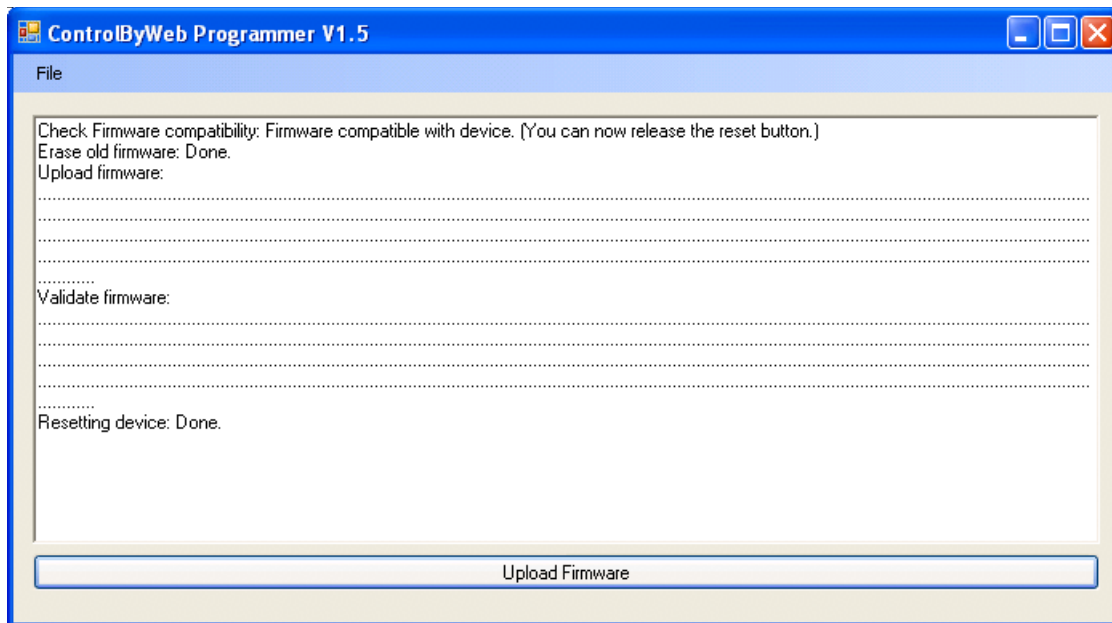 ControlByWeb Programmer V1.5
File
Check Firmware compatibility: Firmware compatible with device. (You can now release the reset button.)
Erase old firmware: Done.
Upload firmware:
........................................................................................................................................................................................................
........................................................................................................................................................................................................
........................................................................................................................................................................................................
........................................................................................................................................................................................................
...........
Validate firmware:
........................................................................................................................................................................................................
........................................................................................................................................................................................................
........................................................................................................................................................................................................
........................................................................................................................................................................................................
...........
Resetting device: Done.
Upload Firmware